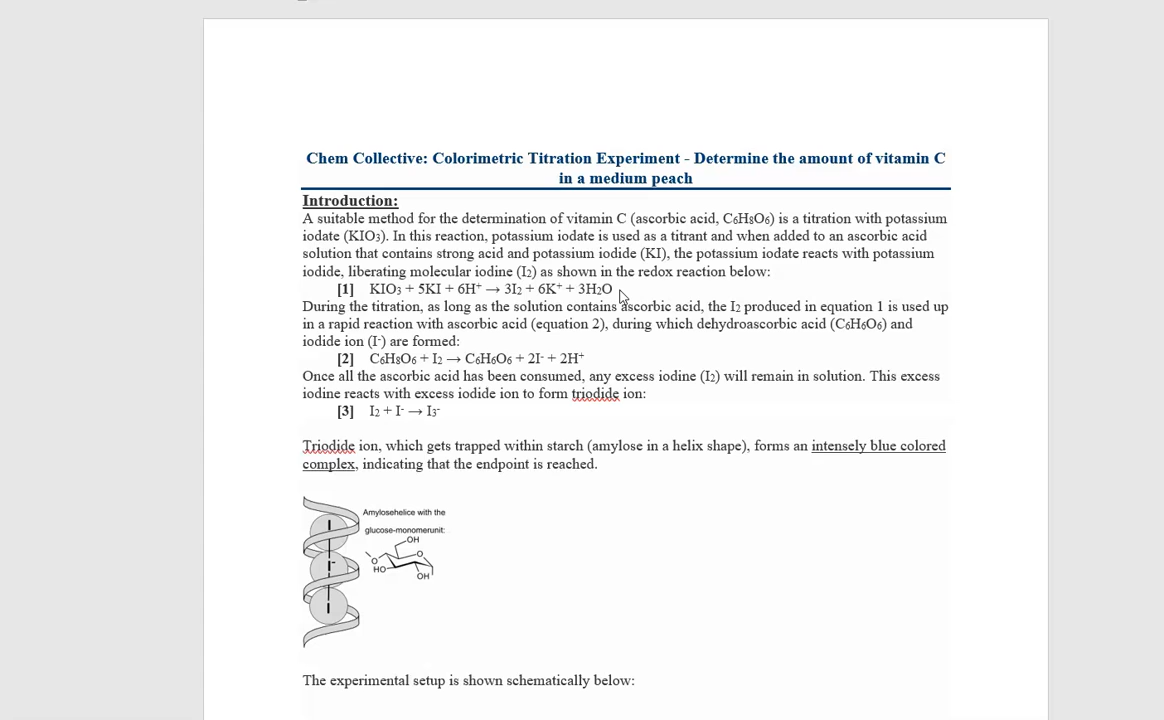 Chem Collective: Colorimetric Titration Experiment - Determine the amount of vitamin C
in a medium peach
Introduction:
A suitable method for the determination of vitamin C (ascorbic acid, C6H8O6) is a titration with potassium
iodate (KIO3). In this reaction, potassium iodate is used as a titrant and when added to an ascorbic acid
solution that contains strong acid and potassium iodide (KI), the potassium iodate reacts with potassium
iodide, liberating molecular iodine (I2) as shown in the redox reaction below:
[1] KIO3 + 5KI + 6H⁺ → 3I2 + 6K⁺ + 3H2O
During the titration, as long as the solution contains ascorbic acid, the I2 produced in equation 1 is used up
in a rapid reaction with ascorbic acid (equation 2), during which dehydroascorbic acid (C6H6O6) and
iodide ion (I⁻) are formed:
[2] C6H8O6 + I2 → C6H6O6 + 2I⁻ + 2H⁺
Once all the ascorbic acid has been consumed, any excess iodine (I2) will remain in solution. This excess
iodine reacts with excess iodide ion to form triodide ion:
[3] I2 + I⁻ → I3⁻
Triodide ion, which gets trapped within starch (amylose in a helix shape), forms an intensely blue colored
complex, indicating that the endpoint is reached.
Amylosehelice with the
glucose-monomerunit:
OH
O
O
HO
OH
I
I⁻
I
The experimental setup is shown schematically below: